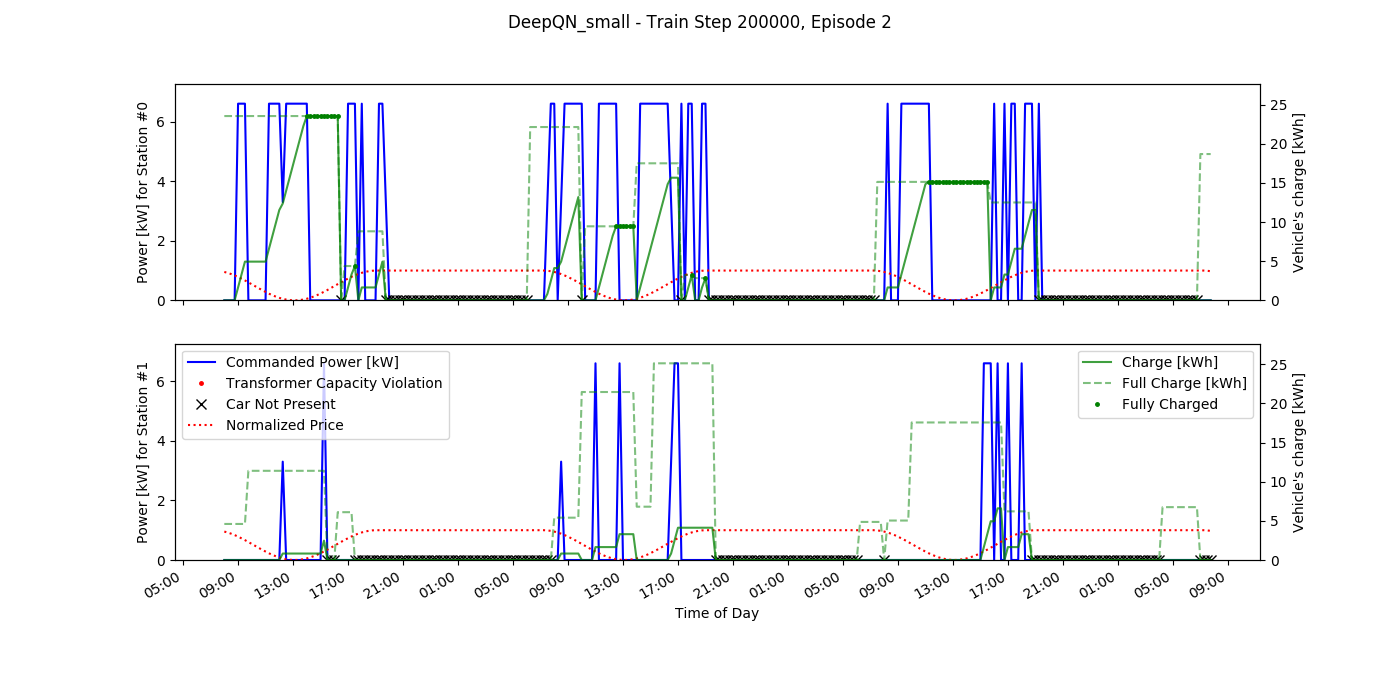 DeepQN_small - Train Step 200000, Episode 2
Power [kW] for Station #0
6
4
2
0
25
20
15
10
5
0
Vehicle's charge [kWh]
Power [kW] for Station #1
6
4
2
0
Commanded Power [kW]
Transformer Capacity Violation
Car Not Present
Normalized Price
Charge [kWh]
Full Charge [kWh]
Fully Charged
25
20
15
10
5
0
Vehicle's charge [kWh]
05:00 09:00 13:00 17:00 21:00 01:00 05:00 09:00 13:00 17:00 21:00 01:00 05:00 09:00 13:00 17:00 21:00 01:00 05:00 09:00
Time of Day